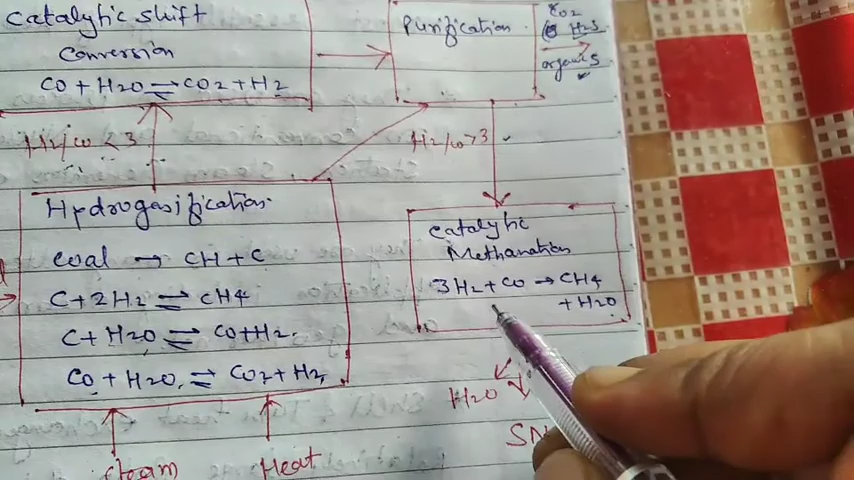 Catalytic shift
Conversion
CO + H2O ⇌ CO2 + H2
Purification
CO2
H2S
organic S
H2/CO < 3
H2/CO > 3
Hydrogasification
Coal → CH + C
C + 2H2 ⇌ CH4
C + H2O ⇌ CO + H2
CO + H2O ⇌ CO2 + H2
Catalytic
Methanation
3H2 + CO → CH4
+ H2O
H2O
SN
Steam
Heat